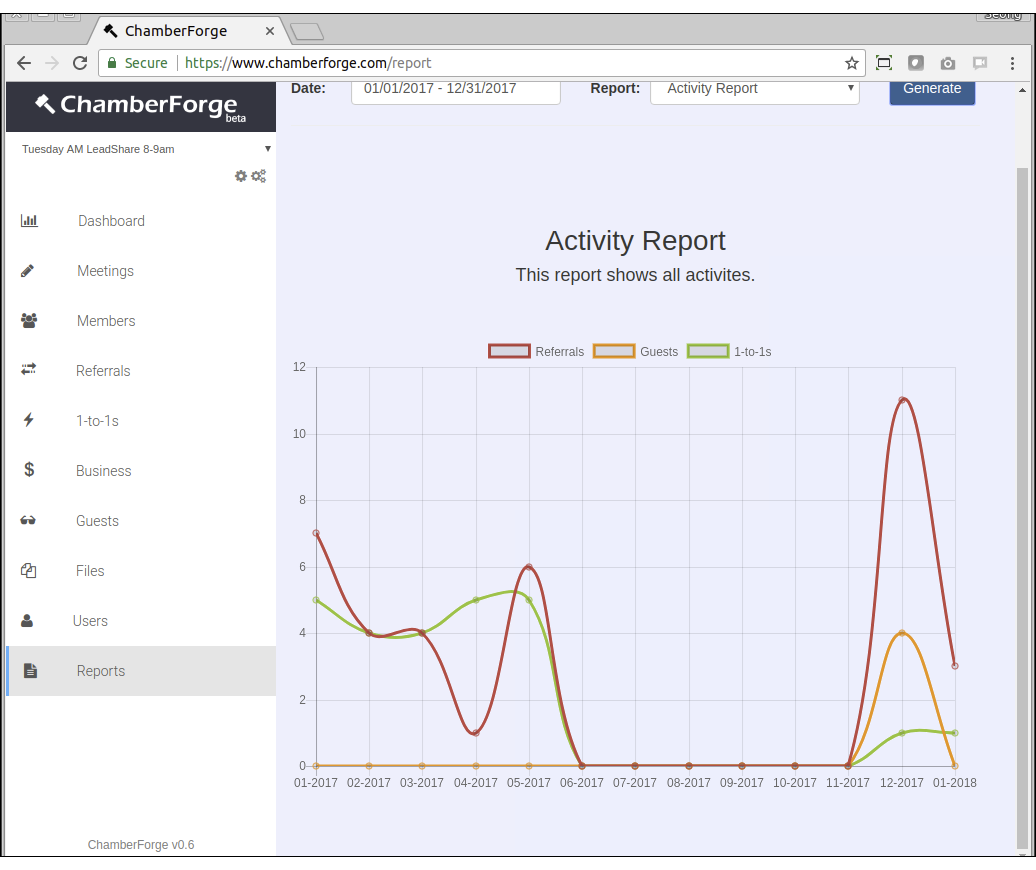 Seong
ChamberForge
Secure https://www.chamberforge.com/report
Date: 01/01/2017 - 12/31/2017 Report: Activity Report Generate
ChamberForge
beta
Tuesday AM LeadShare 8-9am
Dashboard
Meetings
Members
Referrals
1-to-1s
Business
Guests
Files
Users
Reports
ChamberForge v0.6
Activity Report
This report shows all activites.
Referrals Guests 1-to-1s
12
10
8
6
4
2
0
01-2017 02-2017 03-2017 04-2017 05-2017 06-2017 07-2017 08-2017 09-2017 10-2017 11-2017 12-2017 01-2018